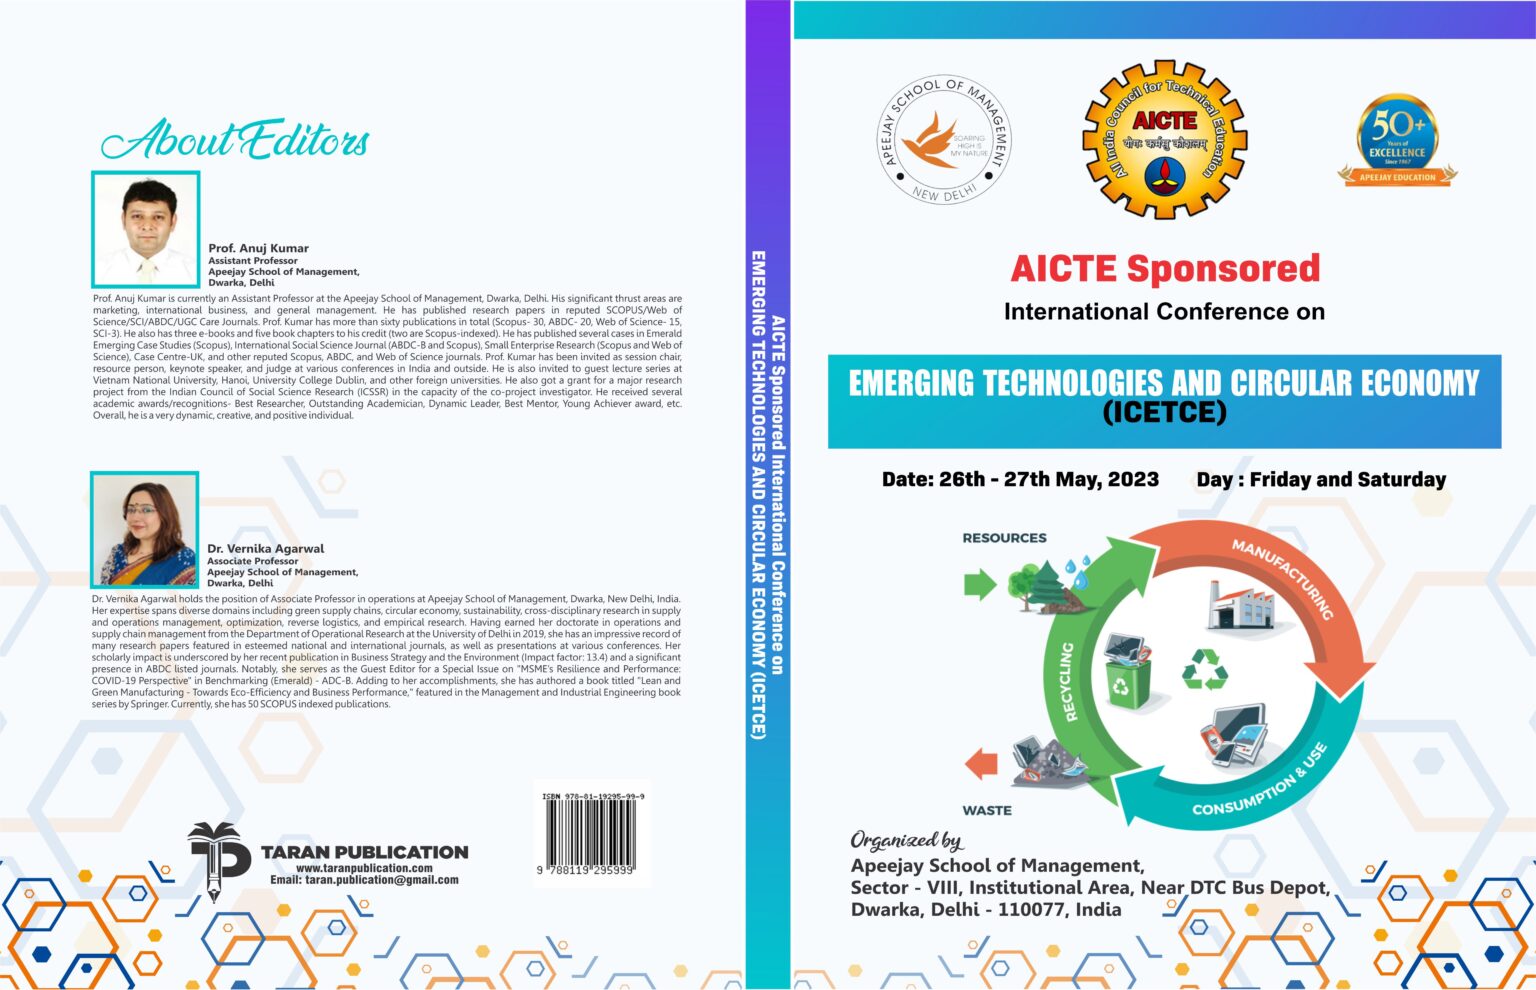 About Editors
Prof. Anuj Kumar
Assistant Professor
Apeejay School of Management,
Dwarka, Delhi
Prof. Anuj Kumar is currently an Assistant Professor at the Apeejay School of Management, Dwarka, Delhi. His significant thrust areas are
marketing, international business, and general management. He has published research papers in reputed SCOPUS/Web of
Science/SCI/ABDC/UGC Care Journals. Prof. Kumar has more than sixty publications in total (Scopus- 30, ABDC- 20, Web of Science- 15,
SCI-3). He also has three e-books and five book chapters to his credit (two are Scopus-indexed). He has published several cases in Emerald
Emerging Case Studies (Scopus), International Social Science Journal (ABDC-B and Scopus), Small Enterprise Research (Scopus and Web of
Science), Case Centre-UK, and other reputed Scopus, ABDC, and Web of Science journals. Prof. Kumar has been invited as session chair,
resource person, keynote speaker, and judge at various conferences in India and outside. He is also invited to guest lecture series at
Vietnam National University, Hanoi, University College Dublin, and other foreign universities. He also got a grant for a major research
project from the Indian Council of Social Science Research (ICSSR) in the capacity of the co-project investigator. He received several
academic awards/recognitions- Best Researcher, Outstanding Academician, Dynamic Leader, Best Mentor, Young Achiever award, etc.
Overall, he is a very dynamic, creative, and positive individual.
Dr. Vernika Agarwal
Associate Professor
Apeejay School of Management,
Dwarka, Delhi
Dr. Vernika Agarwal holds the position of Associate Professor in operations at Apeejay School of Management, Dwarka, New Delhi, India.
Her expertise spans diverse domains including green supply chains, circular economy, sustainability, cross-disciplinary research in supply
and operations management, optimization, reverse logistics, and empirical research. Having earned her doctorate in operations and
supply chain management from the Department of Operational Research at the University of Delhi in 2019, she has an impressive record of
many research papers featured in esteemed national and international journals, as well as presentations at various conferences. Her
scholarly impact is underscored by her recent publication in Business Strategy and the Environment (Impact factor: 13.4) and a significant
presence in ABDC listed journals. Notably, she serves as the Guest Editor for a Special Issue on "MSME's Resilience and Performance:
COVID-19 Perspective" in Benchmarking (Emerald) - ADC-B. Adding to her accomplishments, she has authored a book titled "Lean and
Green Manufacturing - Towards Eco-Efficiency and Business Performance," featured in the Management and Industrial Engineering book
series by Springer. Currently, she has 50 SCOPUS indexed publications.
TARAN PUBLICATION
www.taranpublication.com
Email: taran.publication@gmail.com
ISBN 978-81-19295-99-9
9 788119 295999
AICTE Sponsored International Conference on
EMERGING TECHNOLOGIES AND CIRCULAR ECONOMY (ICETCE)
APEEJAY SCHOOL OF MANAGEMENT
SOARING
HIGH IS
MY NATURE
NEW DELHI
All India Council for Technical Education
AICTE
योगः कर्मसु कौशलम्
50+
Years of
EXCELLENCE
Since 1967
APEEJAY EDUCATION
AICTE Sponsored
International Conference on
EMERGING TECHNOLOGIES AND CIRCULAR ECONOMY
(ICETCE)
Date: 26th - 27th May, 2023 Day : Friday and Saturday
RESOURCES
MANUFACTURING
RECYCLING
CONSUMPTION & USE
WASTE
Organized by
Apeejay School of Management,
Sector - VIII, Institutional Area, Near DTC Bus Depot,
Dwarka, Delhi - 110077, India